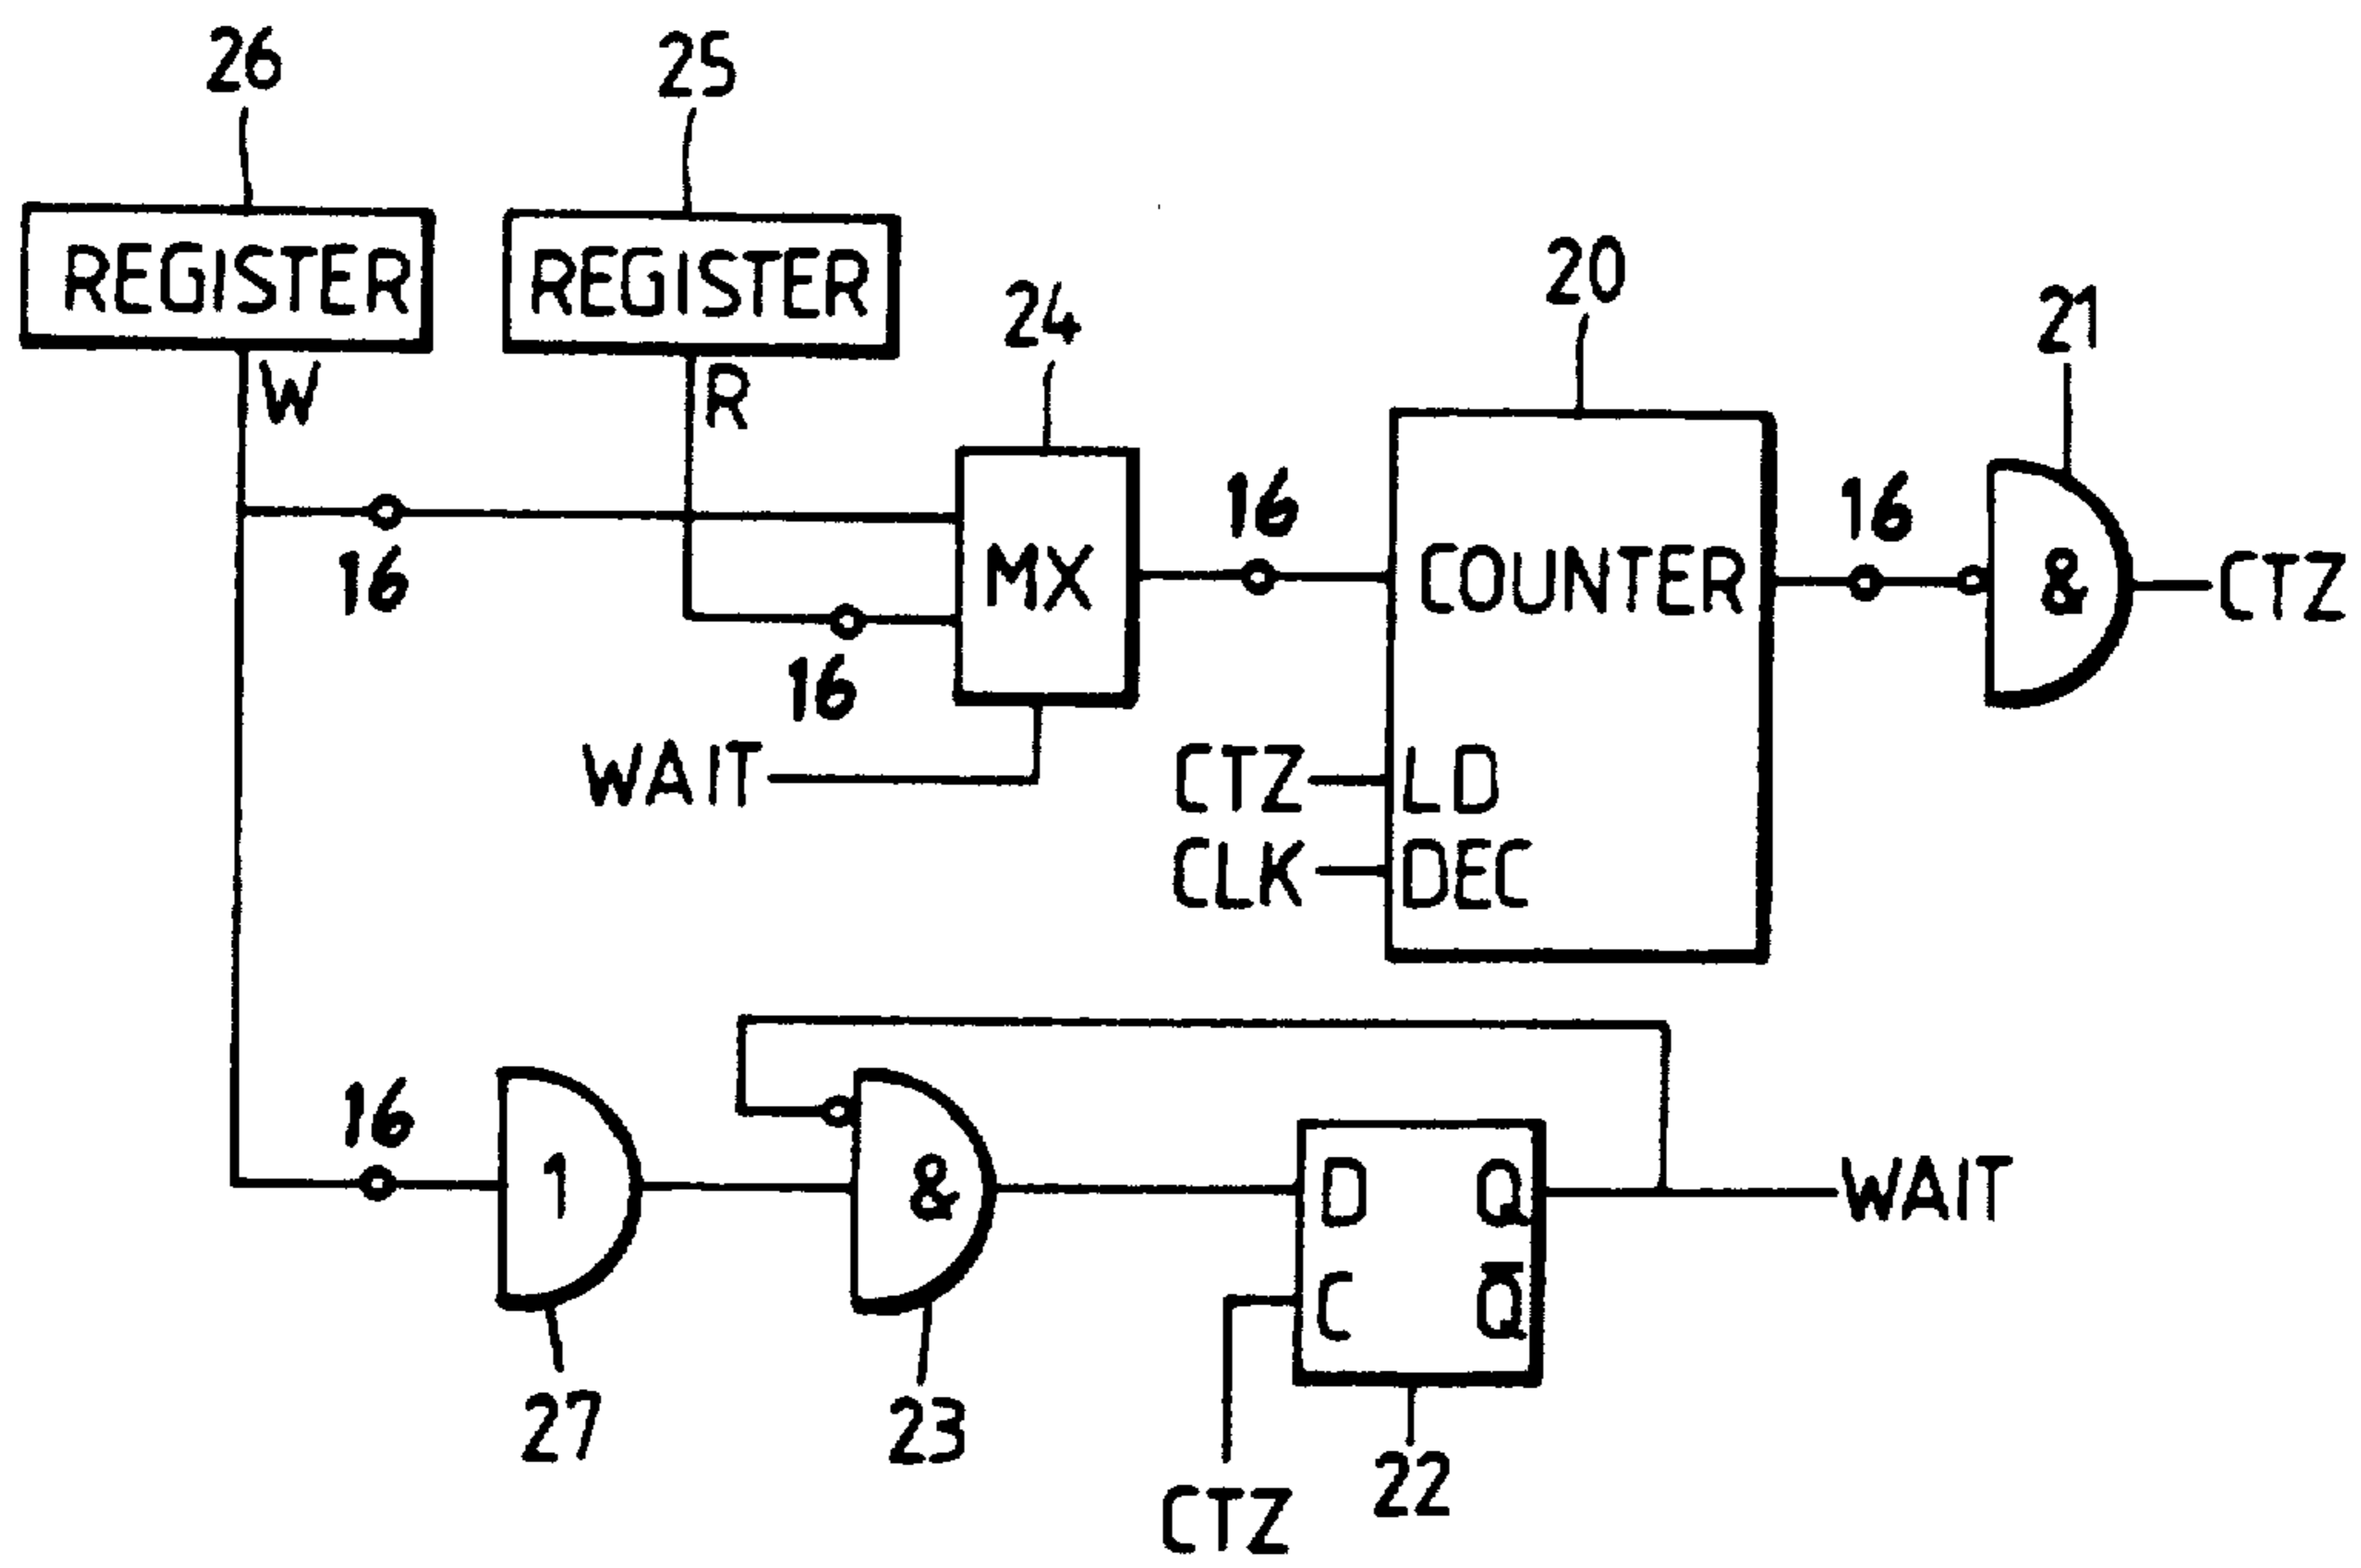 26
25
REGISTER
REGISTER
24
20
21
W
R
16
16
16
MX
COUNTER
&
CTZ
16
WAIT
CTZ
LD
CLK
DEC
16
1
&
D
Q
WAIT
C
Q̅
27
23
22
CTZ